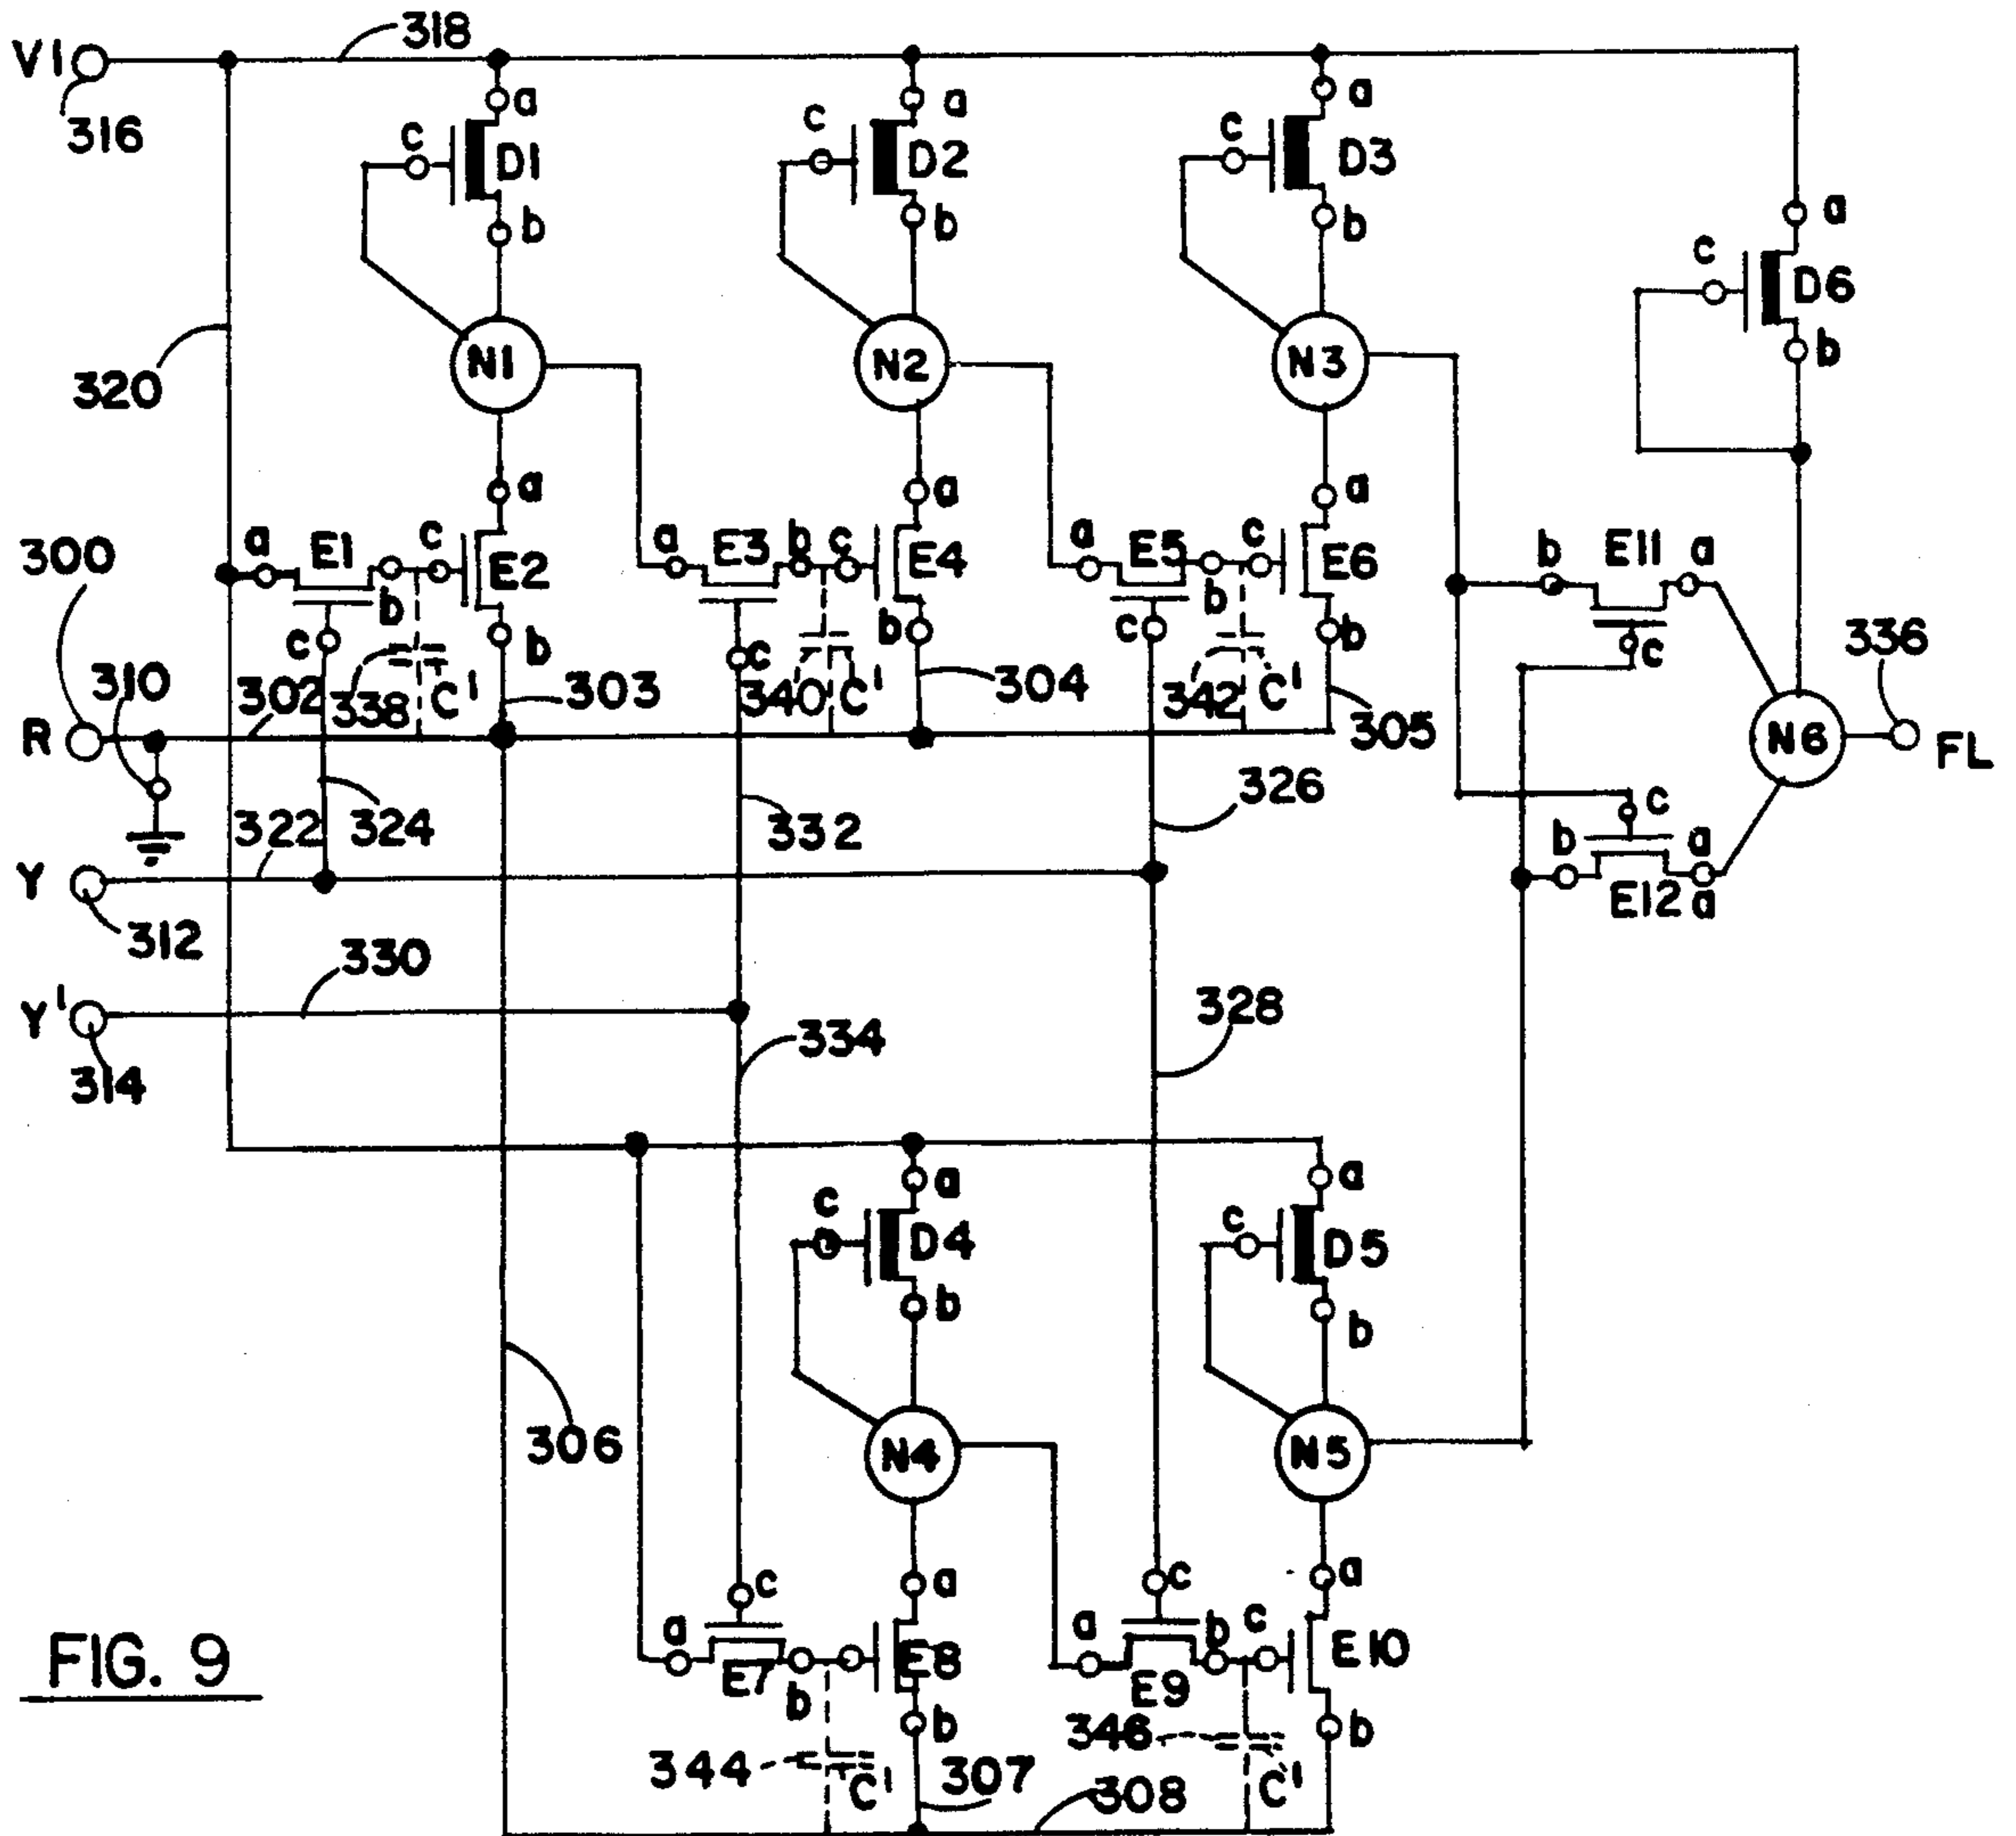 V1 318
316
a a a
c D1 c D2 c D3
b b b
a
c D6
b
320 N1 N2 N3
a a a
300 a E1 b c E2 a E3 b c E4 a E5 b c E6 b E11 a
c b c b c b c
310 302 338 C' 303 340 C' 304 342 C' 305 336
R N6 FL
322 324 332 326
Y c
312 b a
E12 a
330
Y' 328
314 334
a a
c D4 c D5
b b
306 N4 N5
c a c a
a E7 b E8 a E9 b c E10
b b
344 C' 307 346 C' 308
FIG. 9